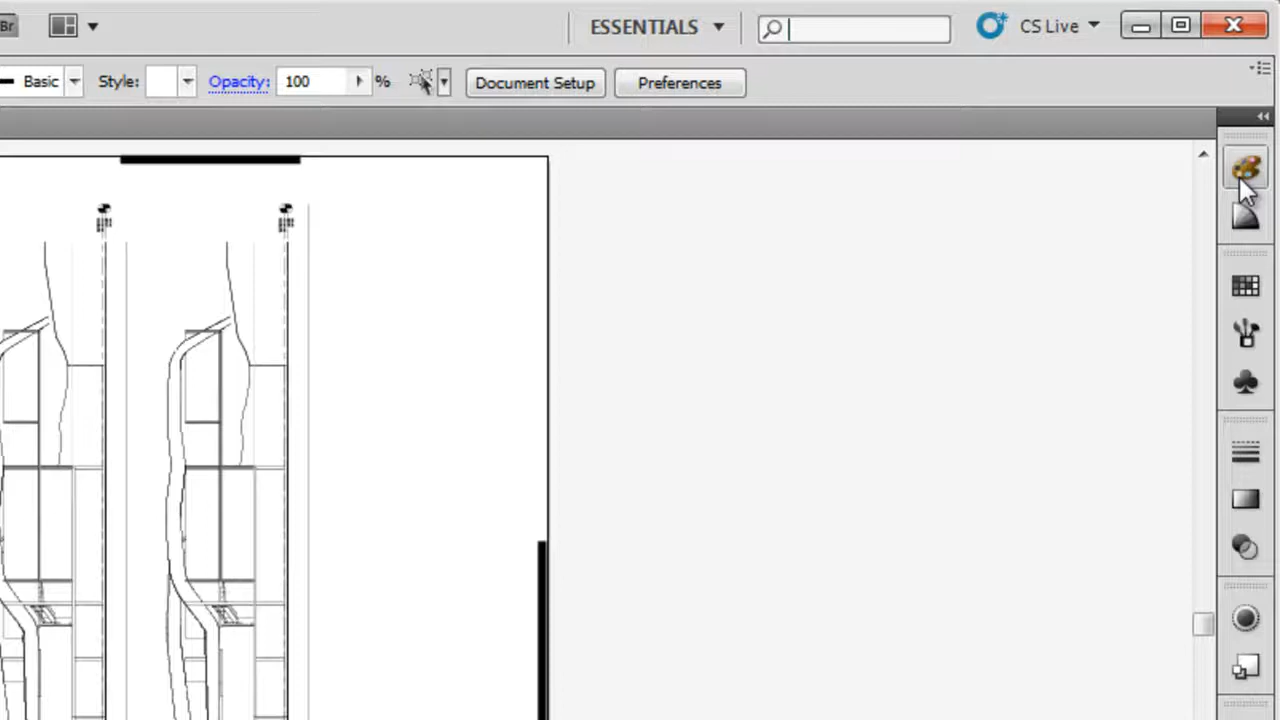 Br ESSENTIALS CS Live
Basic Style: Opacity: 100 % Document Setup Preferences